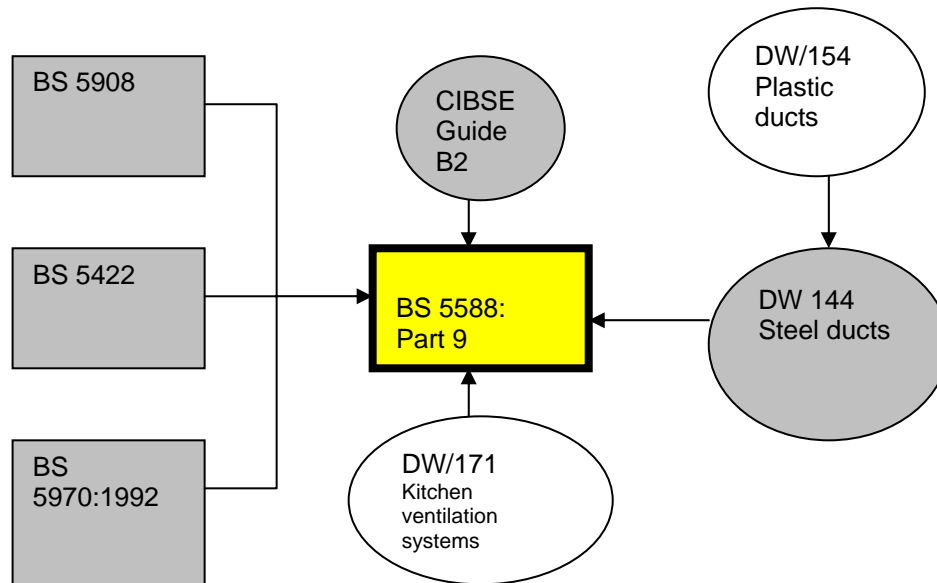 BS 5908
CIBSE
Guide
B2
DW/154
Plastic
ducts
BS 5422
BS 5588:
Part 9
DW 144
Steel ducts
BS
5970:1992
DW/171
Kitchen
ventilation
systems